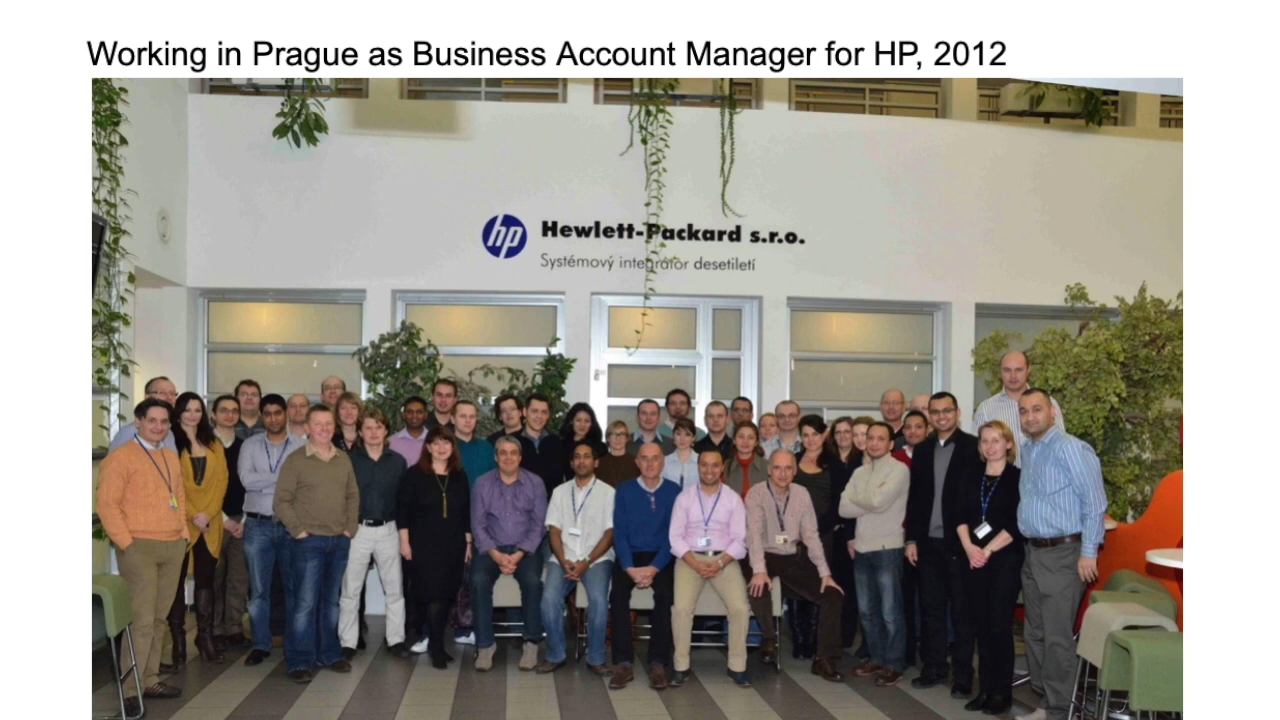 Working in Prague as Business Account Manager for HP, 2012
hp
Hewlett-Packard s.r.o.
Systémový integrátor desetiletí